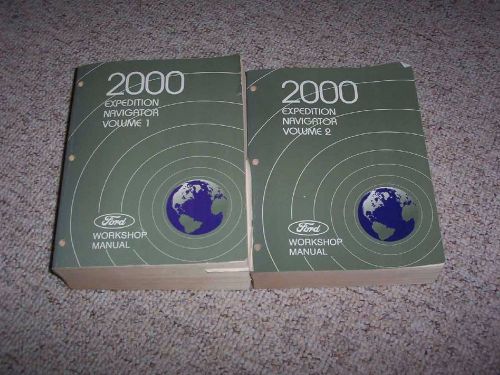 2000
EXPEDITION
NAVIGATOR
VOLUME 1
Ford
WORKSHOP
MANUAL
2000
EXPEDITION
NAVIGATOR
VOLUME 2
Ford
WORKSHOP
MANUAL